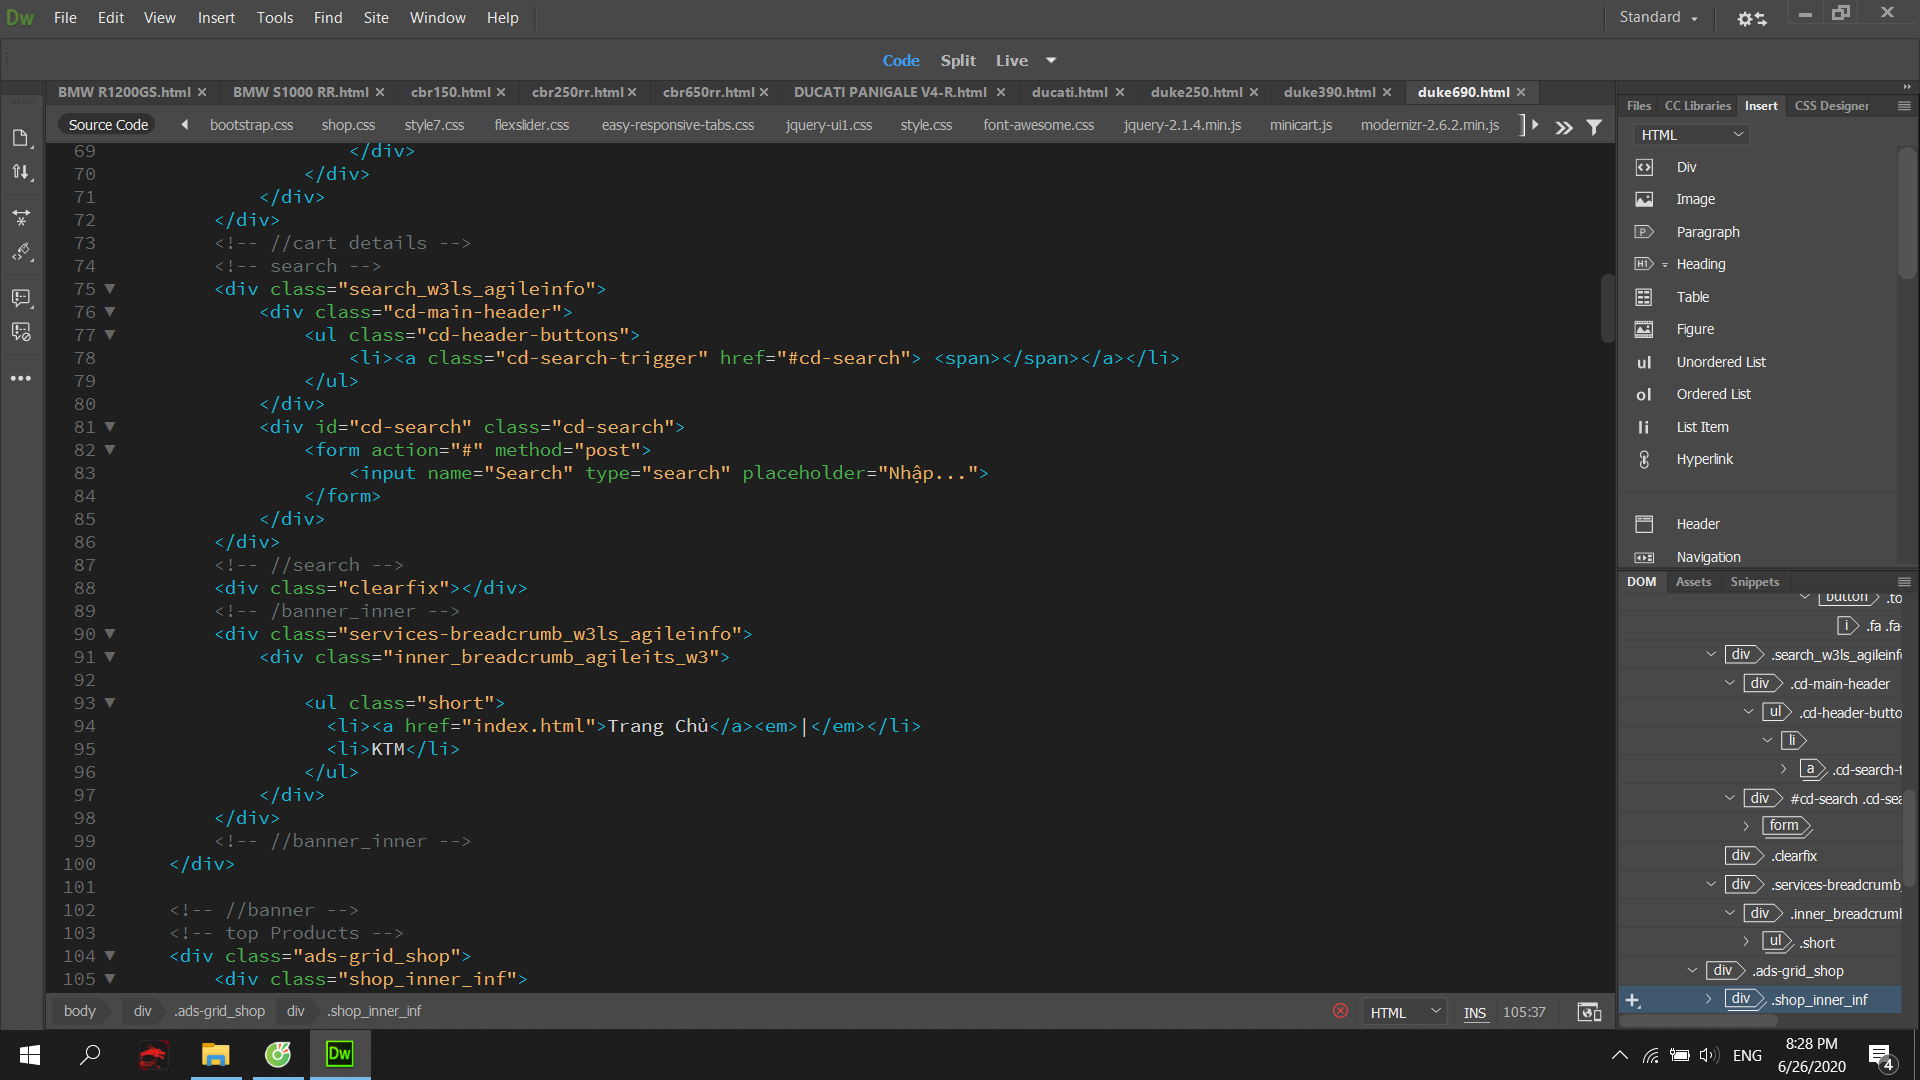 Dw File Edit View Insert Tools Find Site Window Help Standard
Code Split Live
BMW R1200GS.html BMW S1000 RR.html cbr150.html cbr250rr.html cbr650rr.html DUCATI PANIGALE V4-R.html ducati.html duke250.html duke390.html duke690.html
Source Code bootstrap.css shop.css style7.css flexslider.css easy-responsive-tabs.css jquery-ui1.css style.css font-awesome.css jquery-2.1.4.min.js minicart.js modernizr-2.6.2.min.js
69 </div>
70 </div>
71 </div>
72 </div>
73 <!-- //cart details -->
74 <!-- search -->
75 <div class="search_w3ls_agileinfo">
76 <div class="cd-main-header">
77 <ul class="cd-header-buttons">
78 <li><a class="cd-search-trigger" href="#cd-search"> <span></span></a></li>
79 </ul>
80 </div>
81 <div id="cd-search" class="cd-search">
82 <form action="#" method="post">
83 <input name="Search" type="search" placeholder="Nhập...">
84 </form>
85 </div>
86 </div>
87 <!-- //search -->
88 <div class="clearfix"></div>
89 <!-- /banner_inner -->
90 <div class="services-breadcrumb_w3ls_agileinfo">
91 <div class="inner_breadcrumb_agileits_w3">
92
93 <ul class="short">
94 <li><a href="index.html">Trang Chủ</a><em>|</em></li>
95 <li>KTM</li>
96 </ul>
97 </div>
98 </div>
99 <!-- //banner_inner -->
100 </div>
101
102 <!-- //banner -->
103 <!-- top Products -->
104 <div class="ads-grid_shop">
105 <div class="shop_inner_inf">
body div .ads-grid_shop div .shop_inner_inf HTML INS 105:37
Files CC Libraries Insert CSS Designer
HTML
Div
Image
Paragraph
H1 Heading
Table
Figure
ul Unordered List
ol Ordered List
li List Item
Hyperlink
Header
Navigation
DOM Assets Snippets
button .to
i .fa .fa-
div .search_w3ls_agileinfo
div .cd-main-header
ul .cd-header-butto
li
a .cd-search-t
div #cd-search .cd-sea
form
div .clearfix
div .services-breadcrumb_
div .inner_breadcrumb
ul .short
div .ads-grid_shop
div .shop_inner_inf
Dw ENG 8:28 PM
6/26/2020 4